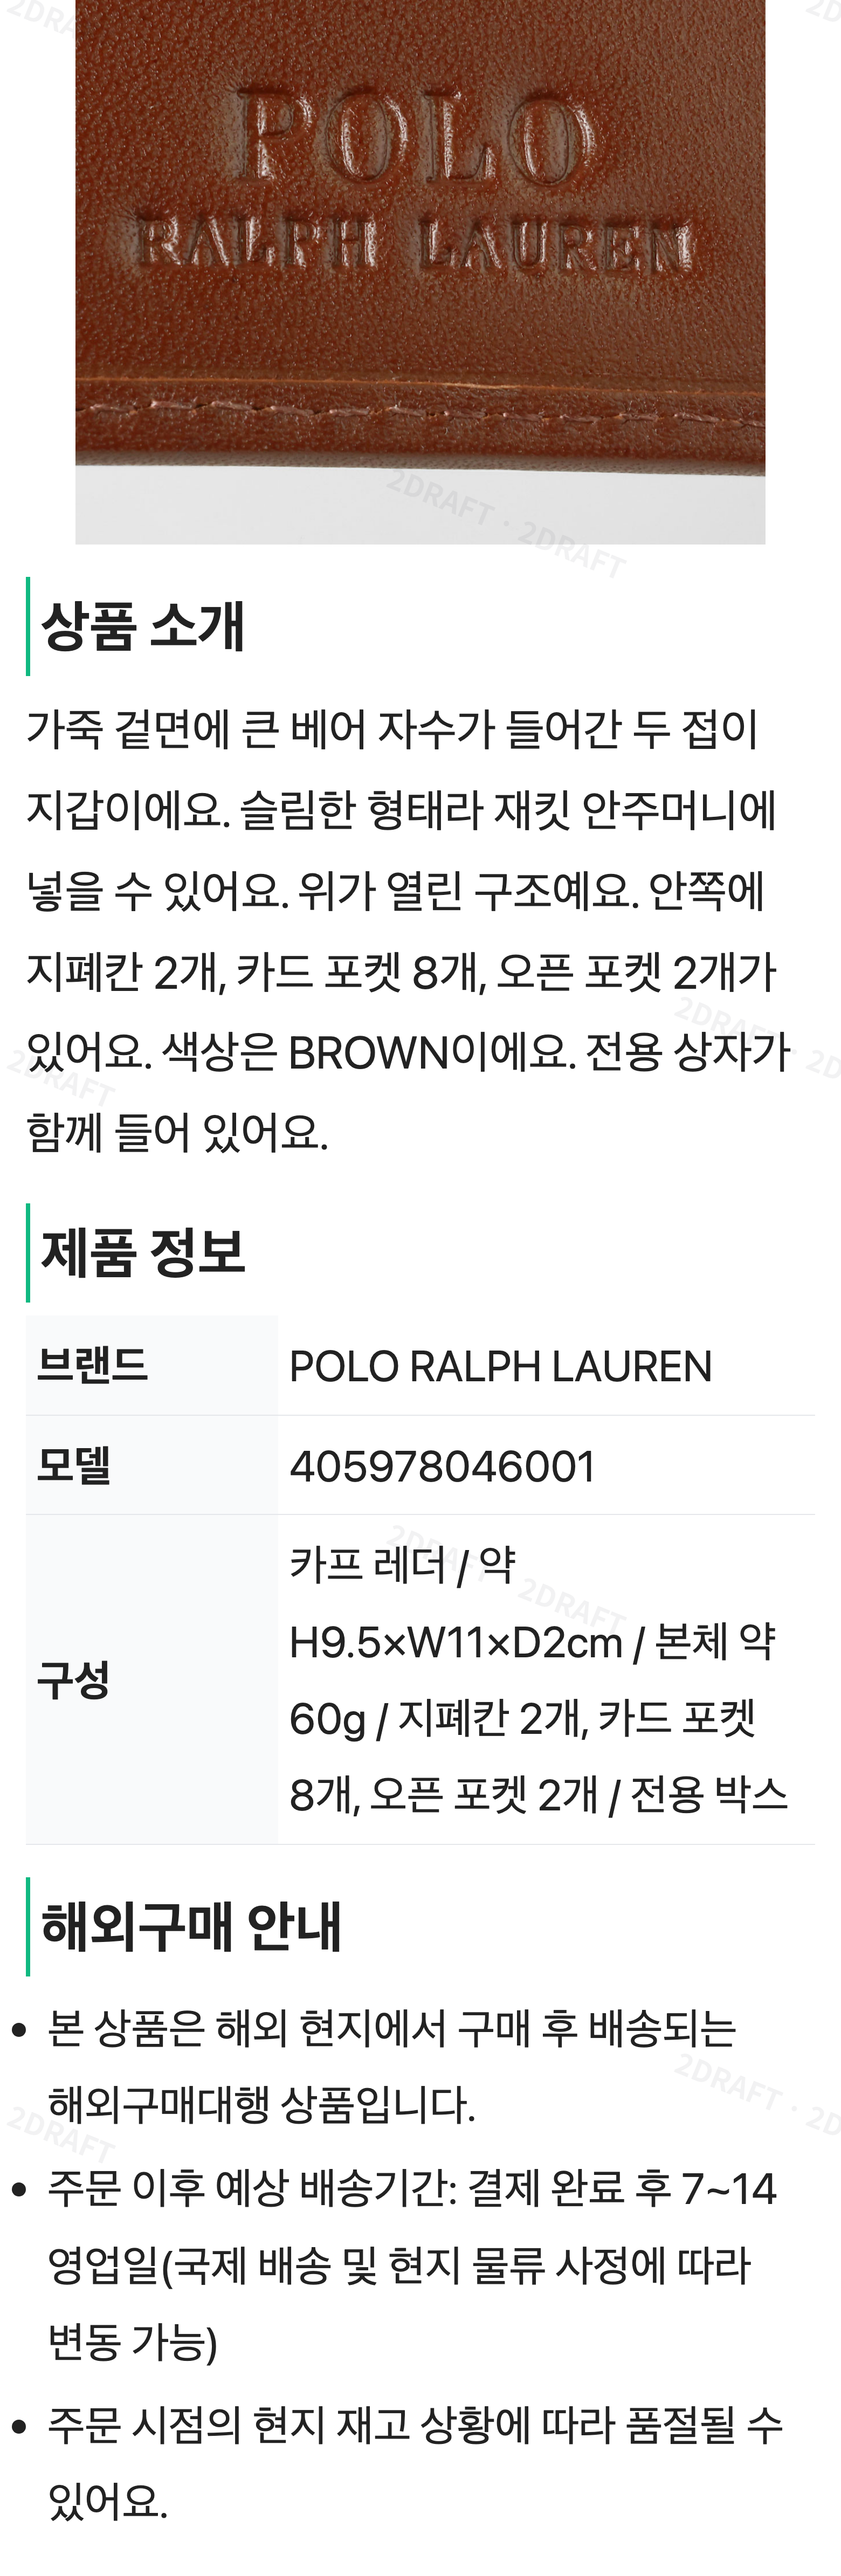 POLO
RALPH LAUREN
2DRAFT · 2DRAFT
상품 소개
가죽 겉면에 큰 베어 자수가 들어간 두 접이
지갑이에요. 슬림한 형태라 재킷 안주머니에
넣을 수 있어요. 위가 열린 구조예요. 안쪽에
지폐칸 2개, 카드 포켓 8개, 오픈 포켓 2개가
있어요. 색상은 BROWN이에요. 전용 상자가
함께 들어 있어요.
2DRAFT
제품 정보
브랜드 POLO RALPH LAUREN
모델 405978046001
구성 카프 레더 / 약
H9.5×W11×D2cm / 본체 약
60g / 지폐칸 2개, 카드 포켓
8개, 오픈 포켓 2개 / 전용 박스
2DRAFT · 2DRAFT
해외구매 안내
• 본 상품은 해외 현지에서 구매 후 배송되는
해외구매대행 상품입니다.
• 주문 이후 예상 배송기간: 결제 완료 후 7~14
영업일(국제 배송 및 현지 물류 사정에 따라
변동 가능)
• 주문 시점의 현지 재고 상황에 따라 품절될 수
있어요.
2DRAFT